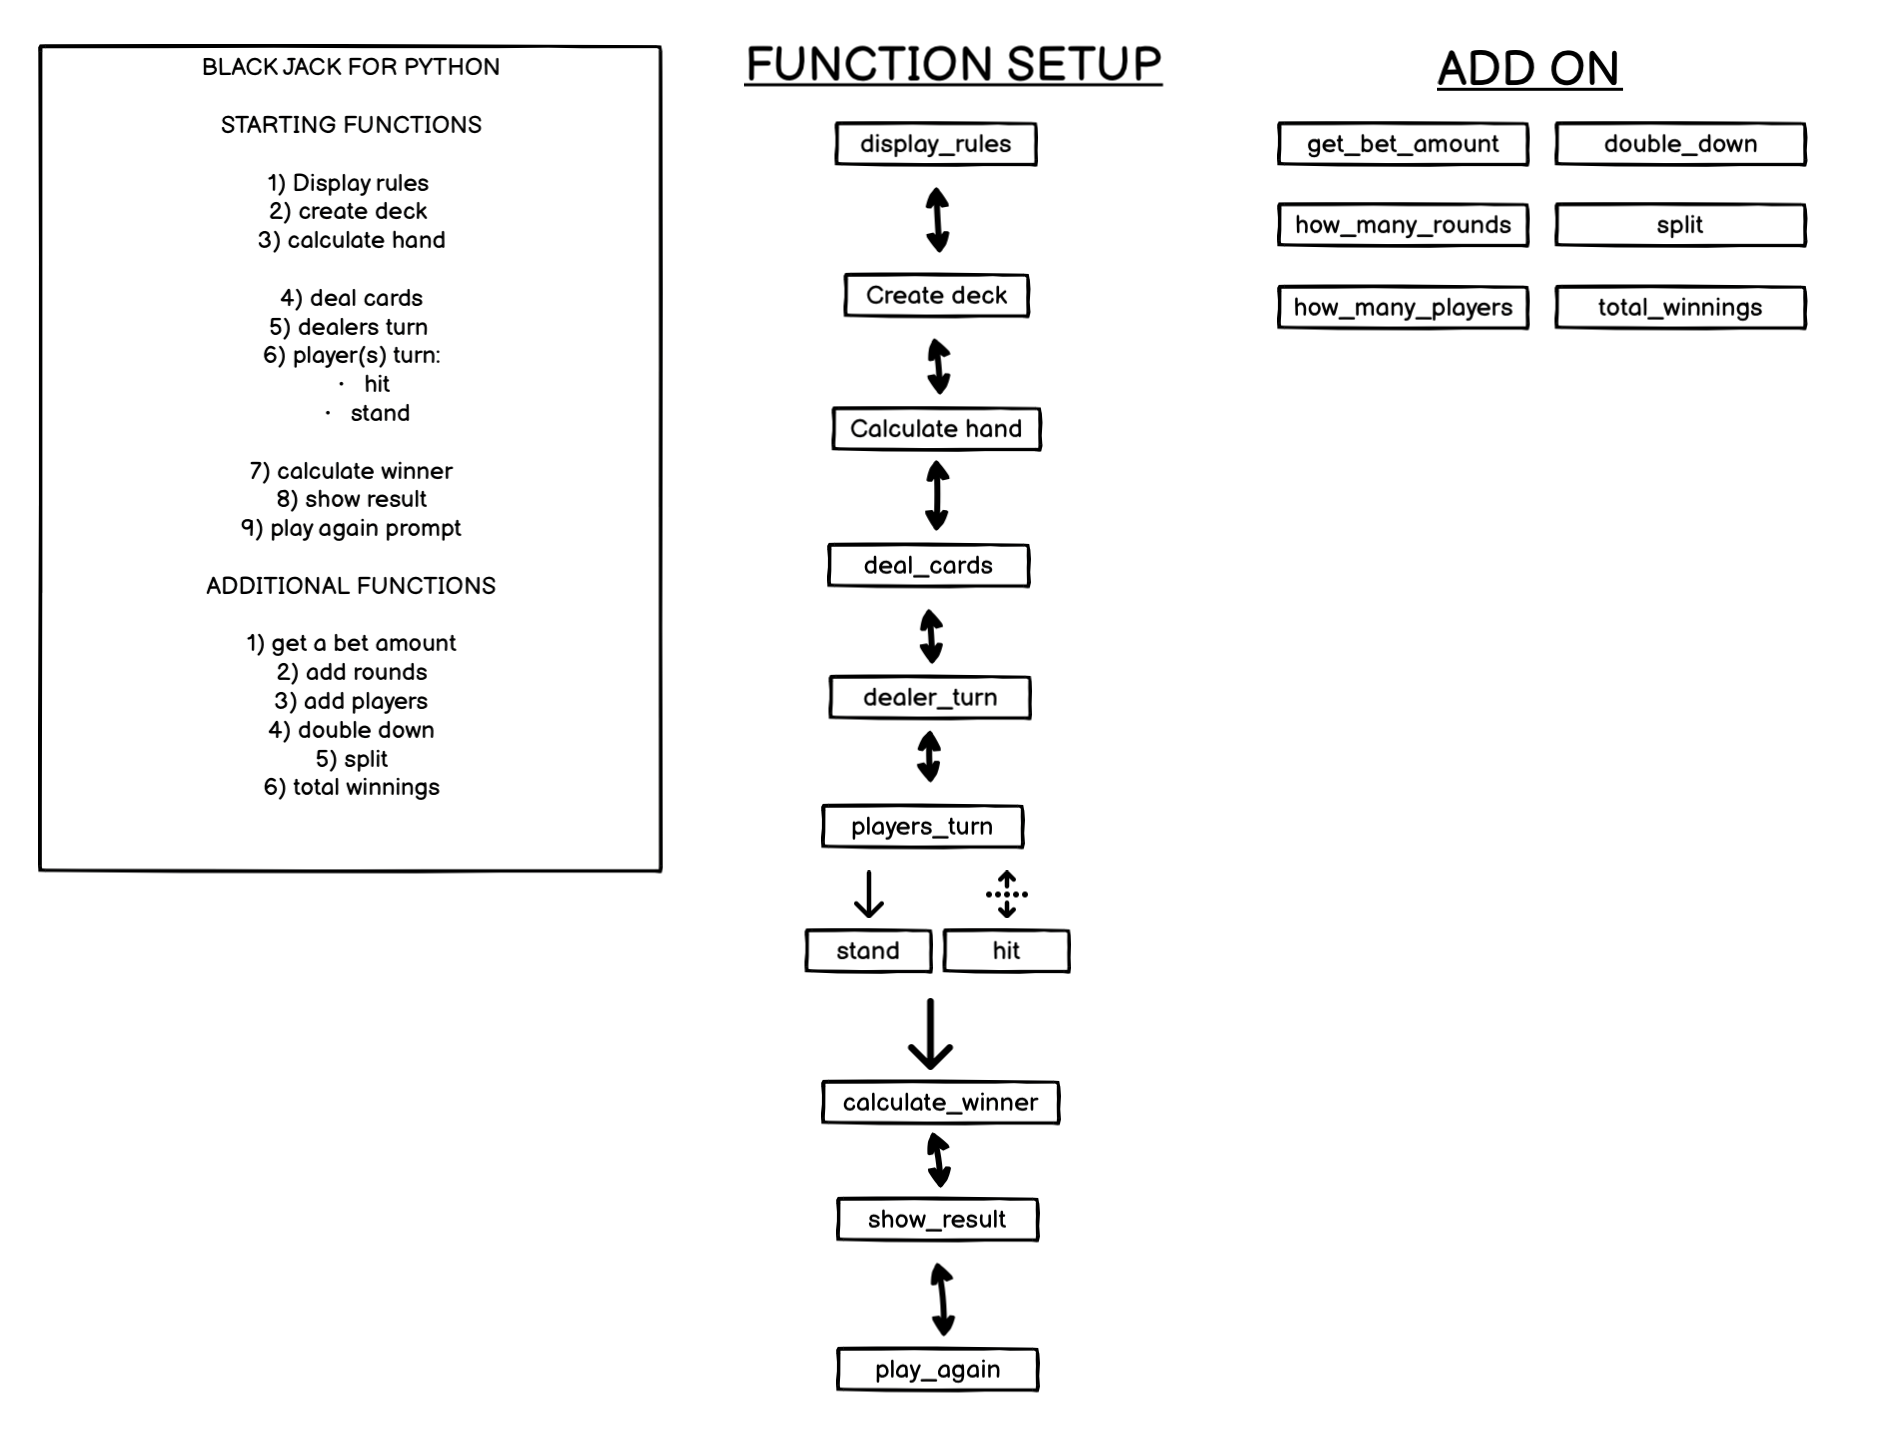 BLACK JACK FOR PYTHON
STARTING FUNCTIONS
1) Display rules
2) create deck
3) calculate hand
4) deal cards
5) dealers turn
6) player(s) turn:
· hit
· stand
7) calculate winner
8) show result
9) play again prompt
ADDITIONAL FUNCTIONS
1) get a bet amount
2) add rounds
3) add players
4) double down
5) split
6) total winnings
FUNCTION SETUP
display_rules
Create deck
Calculate hand
deal_cards
dealer_turn
players_turn
stand
hit
calculate_winner
show_result
play_again
ADD ON
get_bet_amount
double_down
how_many_rounds
split
how_many_players
total_winnings